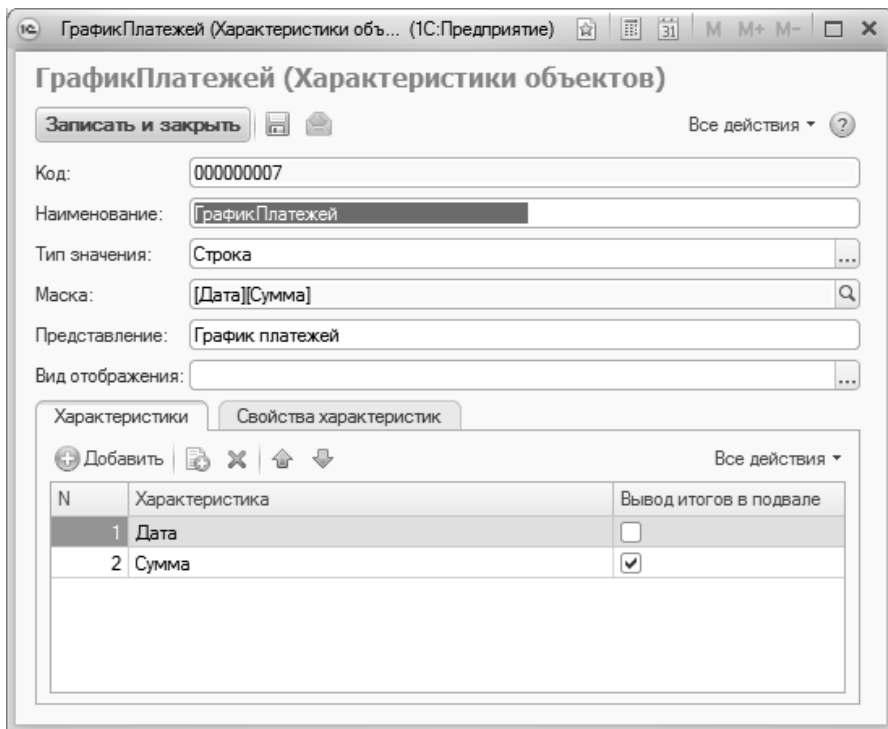 1С ГрафикПлатежей (Характеристики объ... (1С:Предприятие) 31 M M+ M-
ГрафикПлатежей (Характеристики объектов)
Записать и закрыть Все действия ?
Код: 000000007
Наименование: ГрафикПлатежей
Тип значения: Строка ...
Маска: [Дата][Сумма]
Представление: График платежей
Вид отображения: ...
Характеристики Свойства характеристик
Добавить Все действия
N Характеристика Вывод итогов в подвале
1 Дата
2 Сумма